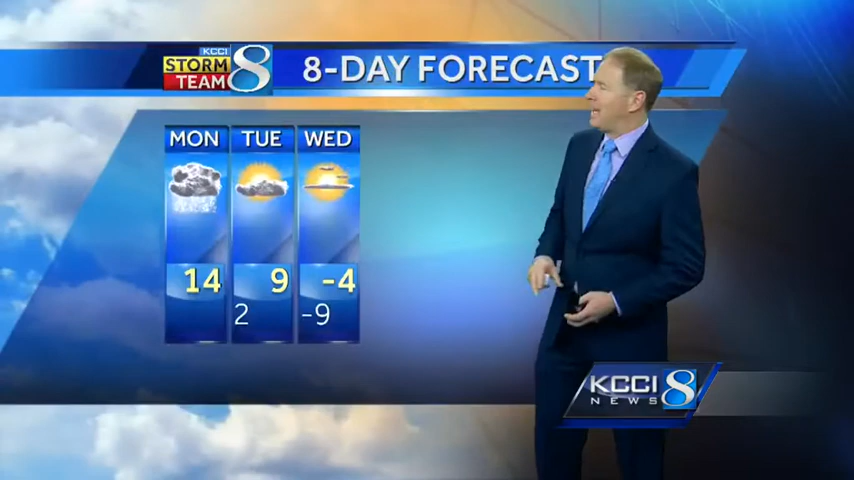 KCCI
STORM
TEAM 8
8-DAY FORECAST
MON TUE WED
14 9 -4
2 -9
KCCI 8
NEWS